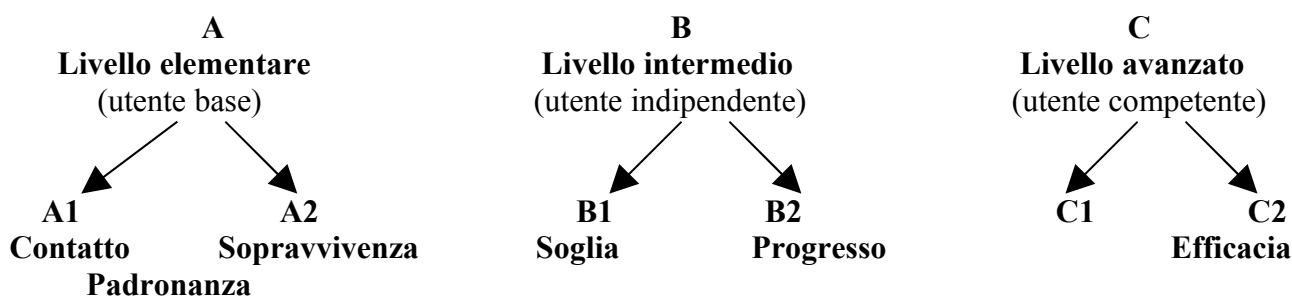 A B C
Livello elementare Livello intermedio Livello avanzato
(utente base) (utente indipendente) (utente competente)
A1 A2 B1 B2 C1 C2
Contatto Sopravvivenza Soglia Progresso Efficacia
Padronanza